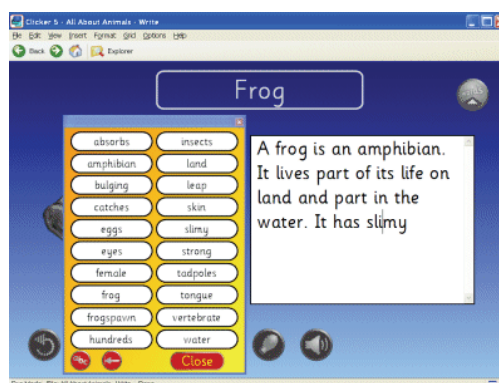 Clicker 5 - All About Animals - Write
File Edit View Insert Format Grid Options Help
Back Explorer
Frog
absorbs insects
amphibian land
bulging leap
catches skin
eggs slimy
eyes strong
female tadpoles
frog tongue
frogspawn vertebrate
hundreds water
Close
A frog is an amphibian.
It lives part of its life on
land and part in the
water. It has slimy